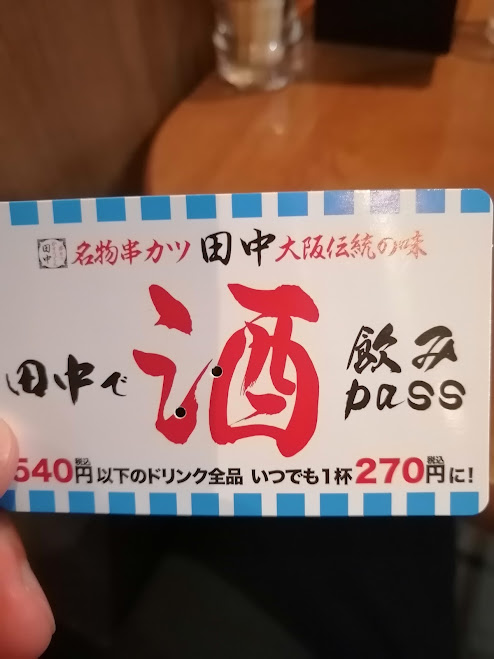 田中
名物串カツ 田中 大阪伝統の味
田中で 酒 飲み
pass
540円税込以下のドリンク全品 いつでも1杯270円税込に!